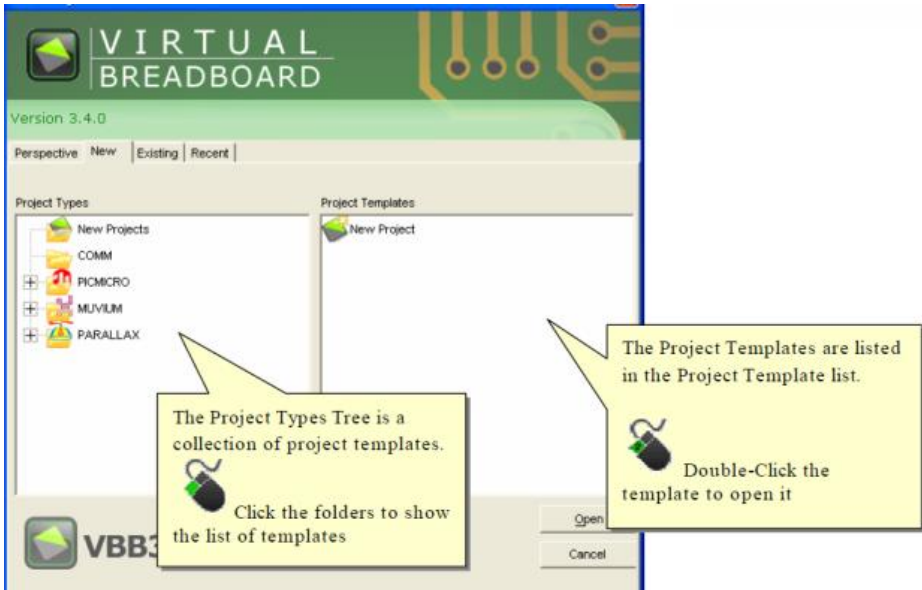 VIRTUAL
BREADBOARD
Version 3.4.0
Perspective New Existing Recent
Project Types
Project Templates
New Projects
COMM
PICMICRO
MUVIUM
PARALLAX
New Project
The Project Types Tree is a
collection of project templates.
Click the folders to show
the list of templates
The Project Templates are listed
in the Project Template list.
Double-Click the
template to open it
Open
Cancel
VBB3